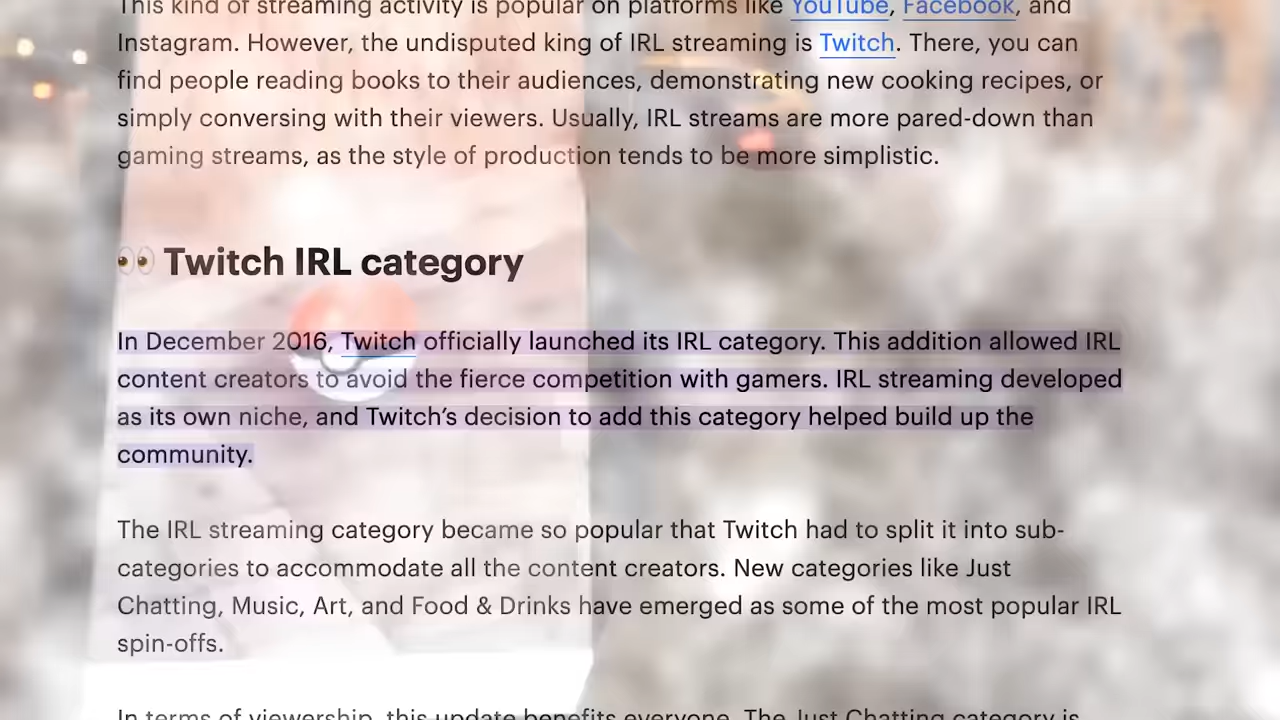 This kind of streaming activity is popular on platforms like YouTube, Facebook, and
Instagram. However, the undisputed king of IRL streaming is Twitch. There, you can
find people reading books to their audiences, demonstrating new cooking recipes, or
simply conversing with their viewers. Usually, IRL streams are more pared-down than
gaming streams, as the style of production tends to be more simplistic.
👀 Twitch IRL category
In December 2016, Twitch officially launched its IRL category. This addition allowed IRL
content creators to avoid the fierce competition with gamers. IRL streaming developed
as its own niche, and Twitch’s decision to add this category helped build up the
community.
The IRL streaming category became so popular that Twitch had to split it into sub-
categories to accommodate all the content creators. New categories like Just
Chatting, Music, Art, and Food & Drinks have emerged as some of the most popular IRL
spin-offs.
In terms of viewership, this update benefits everyone. The Just Chatting category is